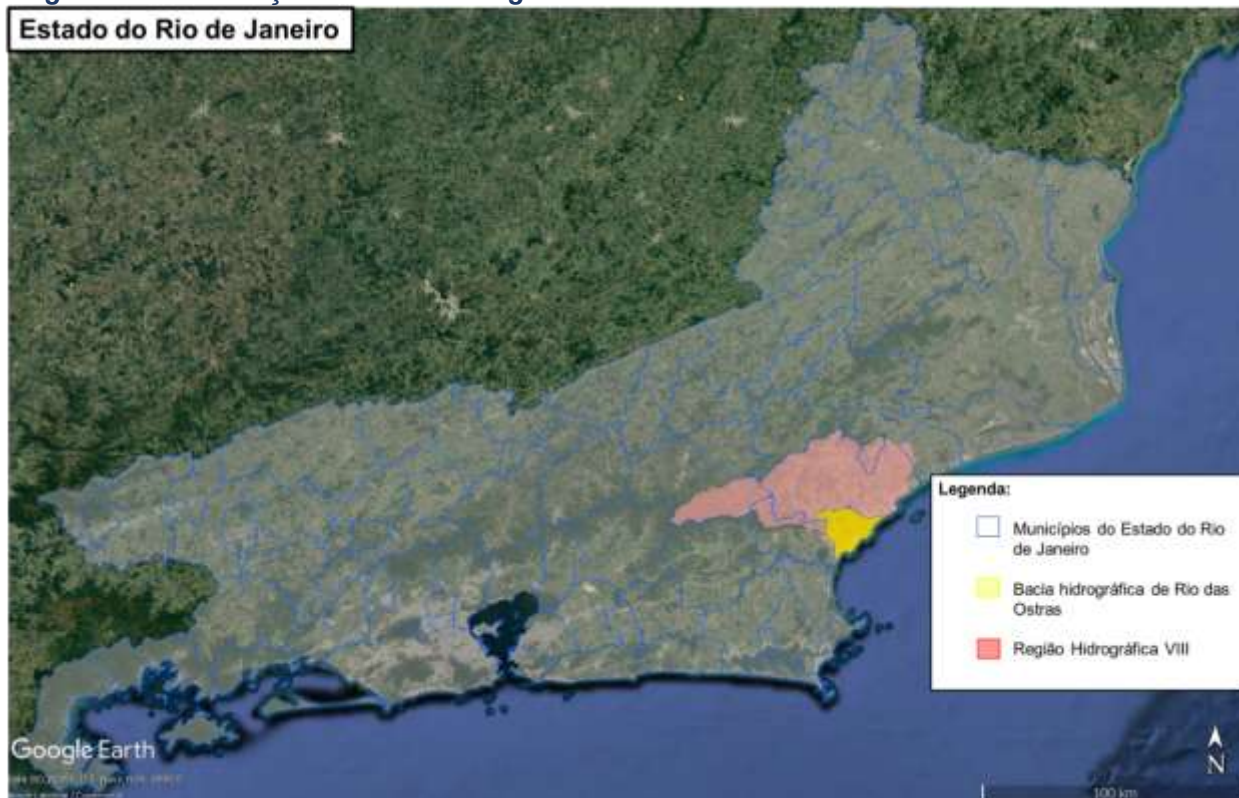 Estado do Rio de Janeiro
Legenda:
Municípios do Estado do Rio
de Janeiro
Bacia hidrográfica de Rio das
Ostras
Região Hidrográfica VIII
Google Earth
N
100 km